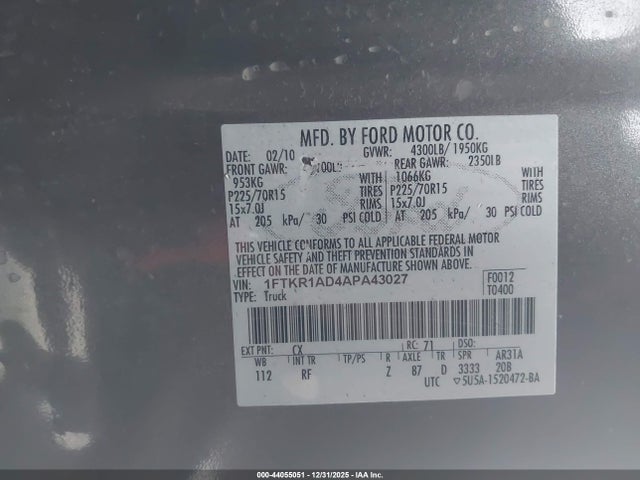 MFD. BY FORD MOTOR CO.
DATE: 02/10 GVWR: 4300LB/ 1950KG
FRONT GAWR: REAR GAWR: 2350LB
953KG WITH 1066KG WITH
P225/70R15 TIRES P225/70R15 TIRES
15x7.0J RIMS 15x7.0J RIMS
AT 205 kPa/ 30 PSI COLD AT 205 kPa/ 30 PSI COLD
THIS VEHICLE CONFORMS TO ALL APPLICABLE FEDERAL MOTOR
VEHICLE SAFETY AND THEFT PREVENTION STANDARDS IN
EFFECT ON THE DATE OF MANUFACTURE SHOWN ABOVE.
VIN: 1FTKR1AD4APA43027 F0012
TYPE: Truck T0400
EXT PNT: CX RC: 71 DSO:
WB INT TR TP/PS R AXLE TR SPR AR31A
112 RF Z 87 D 3333 20B
UTC ▽5U5A-1520472-BA
000-44055051 - 12/31/2025 - IAA Inc.